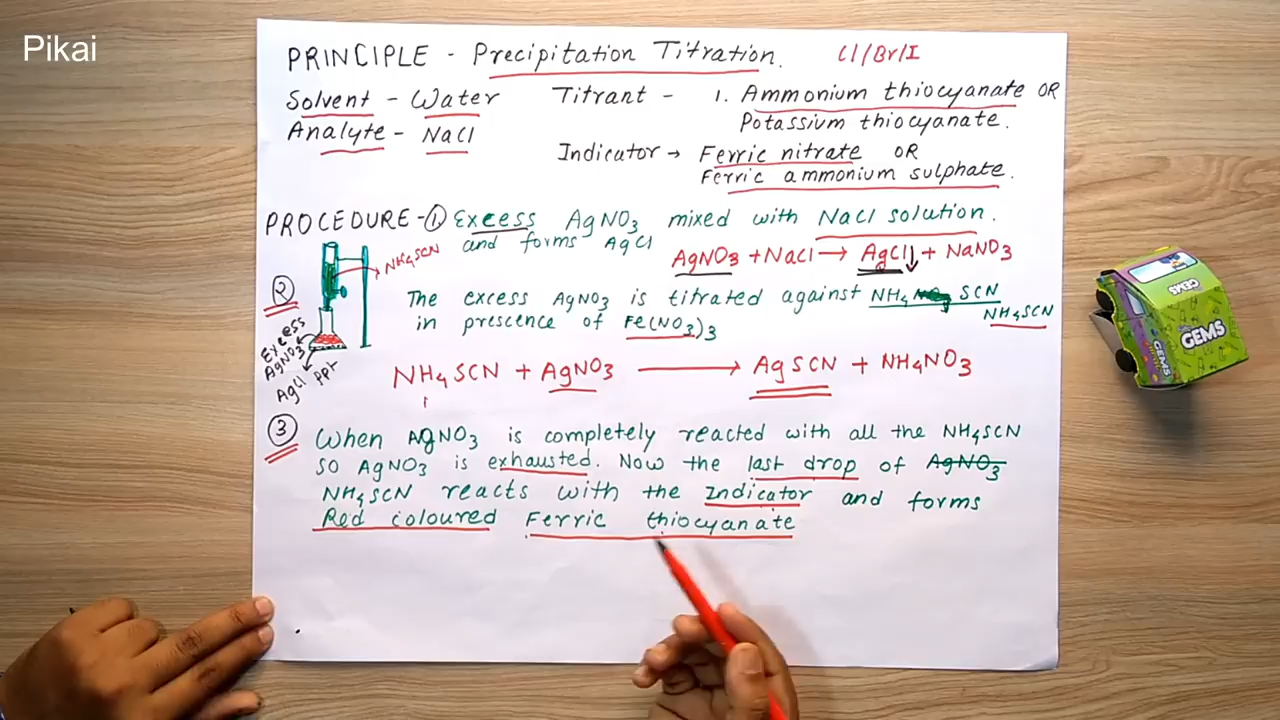 Pikai
PRINCIPLE - Precipitation Titration. Cl/Br/I
Solvent - Water
Analyte - NaCl
Titrant - 1. Ammonium thiocyanate OR
Potassium thiocyanate.
Indicator → Ferric nitrate OR
Ferric ammonium sulphate.
PROCEDURE - ① Excess AgNO3 mixed with NaCl solution.
and forms AgCl
AgNO3 + NaCl → AgCl↓ + NaNO3
NH4SCN
②
The excess AgNO3 is titrated against NH4 SCN
NH4SCN
in prescence of Fe(NO3)3
Excess
AgNO3
AgCl ppt
NH4SCN + AgNO3 → AgSCN + NH4NO3
③ When AgNO3 is completely reacted with all the NH4SCN
so AgNO3 is exhausted. Now the last drop of AgNO3
NH4SCN reacts with the Indicator and forms
Red coloured Ferric thiocyanate
GEMS
GEMS
GEMS